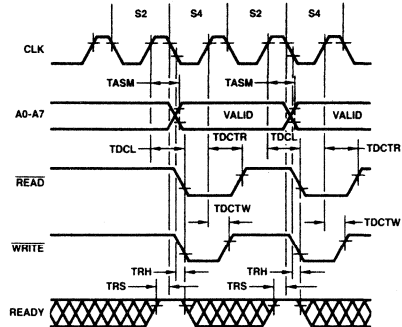 S2 S4 S2 S4
CLK
TASM TASM
A0-A7 VALID VALID
TDCTR TDCL TDCTR
TDCL
READ
TDCTW TDCTW
WRITE
TRH TRH
TRS TRS
READY